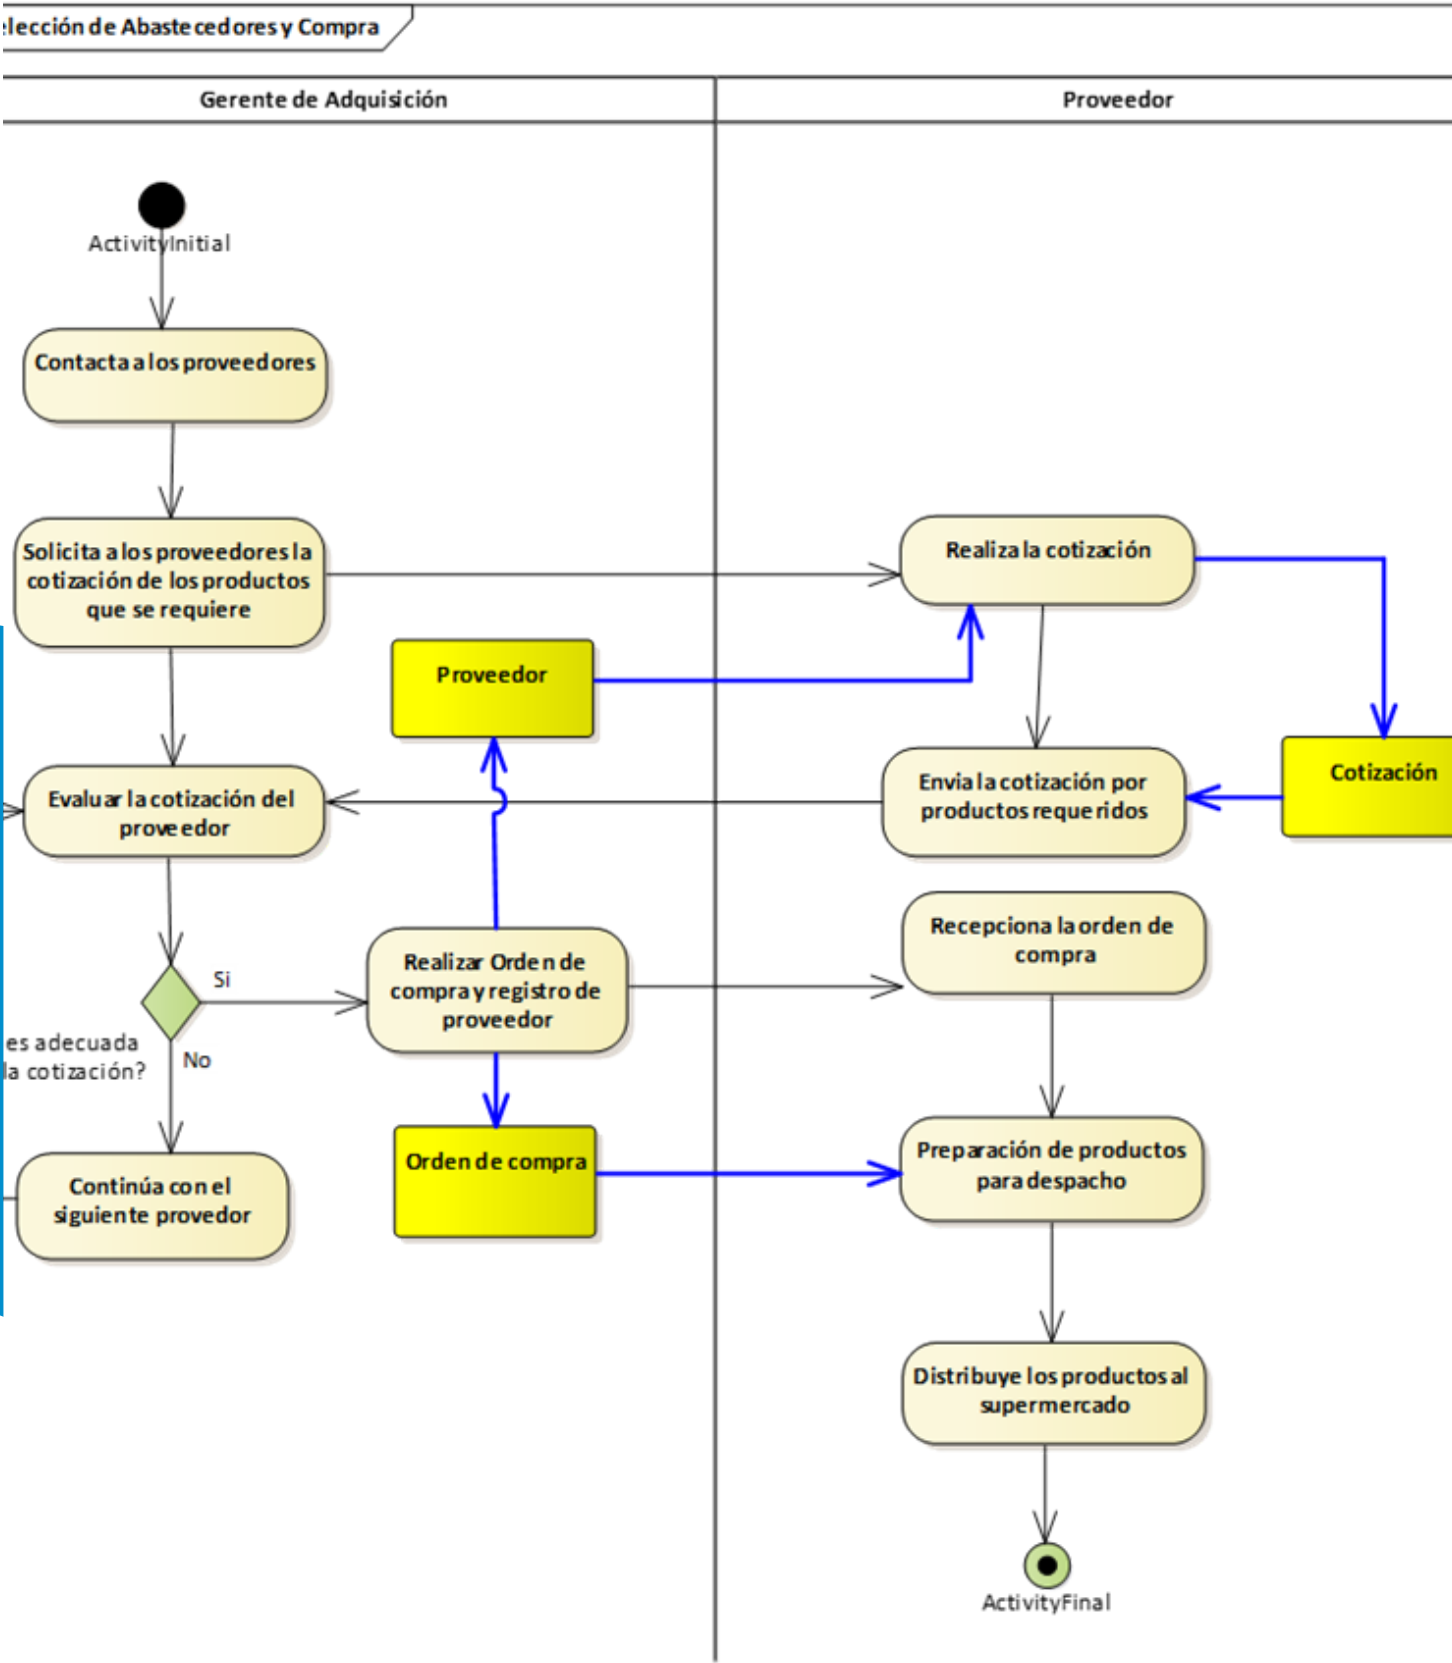 elección de Abastecedores y Compra
Gerente de Adquisición
Proveedor
ActivityInitial
Contacta a los proveedores
Solicita a los proveedores la
cotización de los productos
que se requiere
Realiza la cotización
Proveedor
Evaluar la cotización del
proveedor
Envia la cotización por
productos requeridos
Cotización
Recepciona la orden de
compra
Si
Realizar Orden de
compra y registro de
proveedor
es adecuada
la cotización?
No
Orden de compra
Preparación de productos
para despacho
Continúa con el
siguiente provedor
Distribuye los productos al
supermercado
ActivityFinal